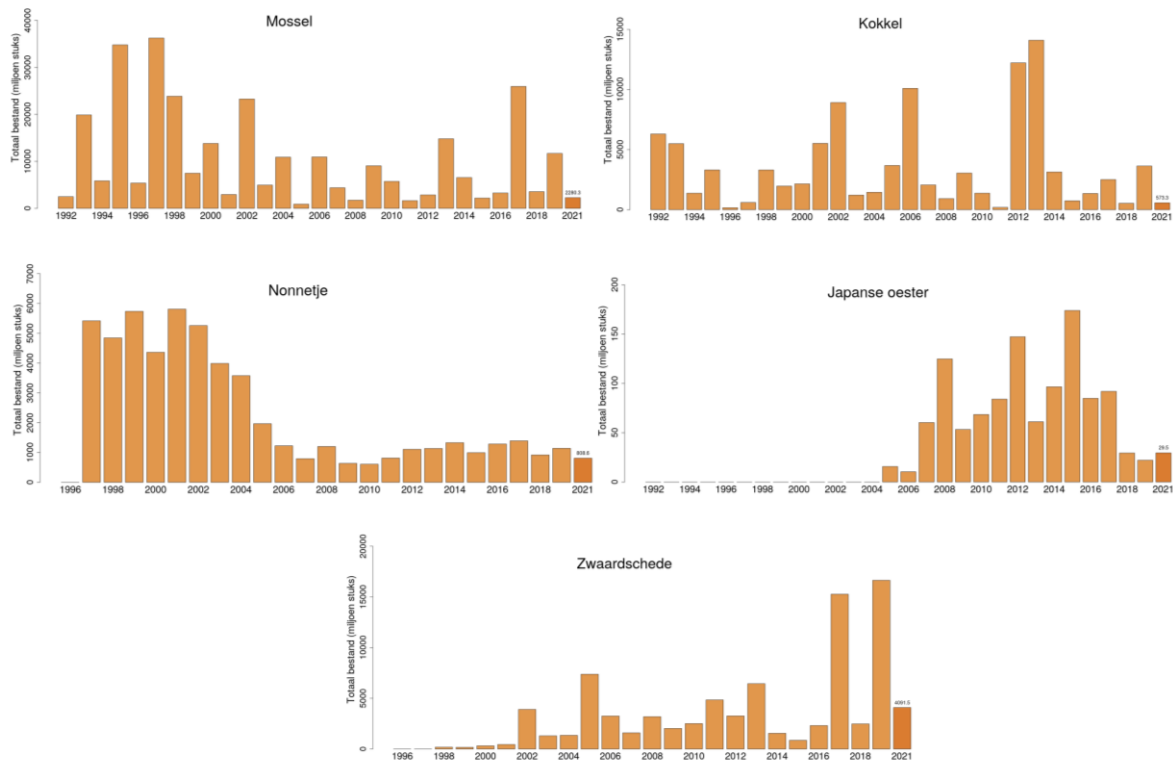 Mossel
Totaal bestand (miljoen stuks)
0 10000 20000 30000 40000
2280.3
1992 1994 1996 1998 2000 2002 2004 2006 2008 2010 2012 2014 2016 2018 2021
Kokkel
Totaal bestand (miljoen stuks)
0 5000 10000 15000
573.3
1992 1994 1996 1998 2000 2002 2004 2006 2008 2010 2012 2014 2016 2018 2021
Nonnetje
Totaal bestand (miljoen stuks)
0 1000 2000 3000 4000 5000 6000 7000
1996 1998 2000 2002 2004 2006 2008 2010 2012 2014 2016 2018 2021
Japanse oester
Totaal bestand (miljoen stuks)
0 50 100 150 200
29.5
1992 1994 1996 1998 2000 2002 2004 2006 2008 2010 2012 2014 2016 2018 2021
Zwaardschede
Totaal bestand (miljoen stuks)
0 5000 10000 15000 20000
4091.5
1996 1998 2000 2002 2004 2006 2008 2010 2012 2014 2016 2018 2021